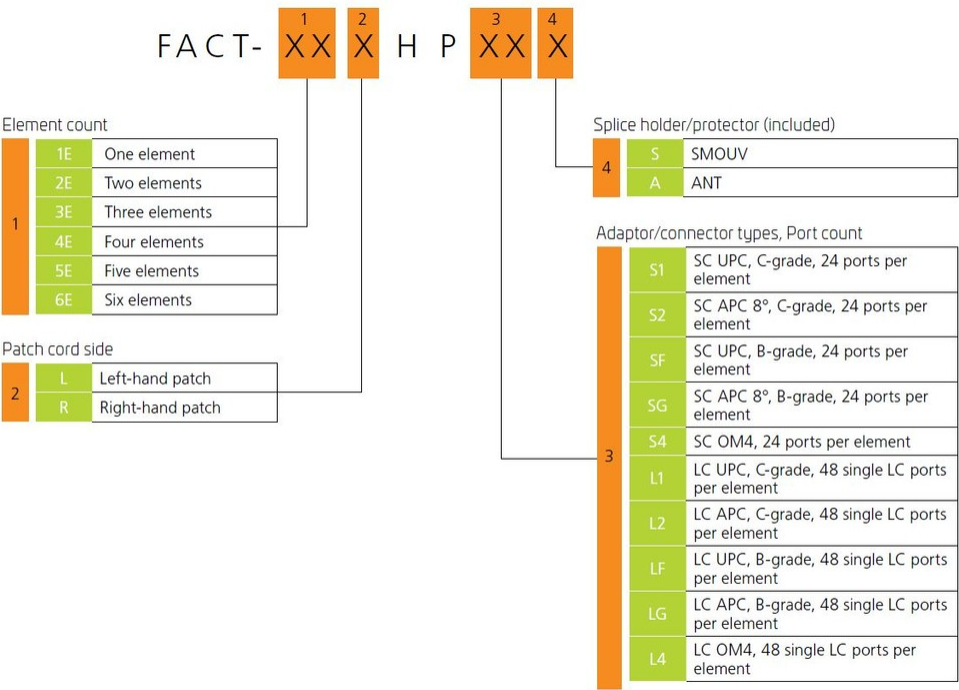 1 2 3 4
FACT- XX X H P XX X
Element count
1
1E One element
2E Two elements
3E Three elements
4E Four elements
5E Five elements
6E Six elements
Patch cord side
2
L Left-hand patch
R Right-hand patch
Splice holder/protector (included)
4
S SMOUV
A ANT
Adaptor/connector types, Port count
3
S1 SC UPC, C-grade, 24 ports per
element
S2 SC APC 8°, C-grade, 24 ports per
element
SF SC UPC, B-grade, 24 ports per
element
SG SC APC 8°, B-grade, 24 ports per
element
S4 SC OM4, 24 ports per element
L1 LC UPC, C-grade, 48 single LC ports
per element
L2 LC APC, C-grade, 48 single LC ports
per element
LF LC UPC, B-grade, 48 single LC ports
per element
LG LC APC, B-grade, 48 single LC ports
per element
L4 LC OM4, 48 single LC ports per
element